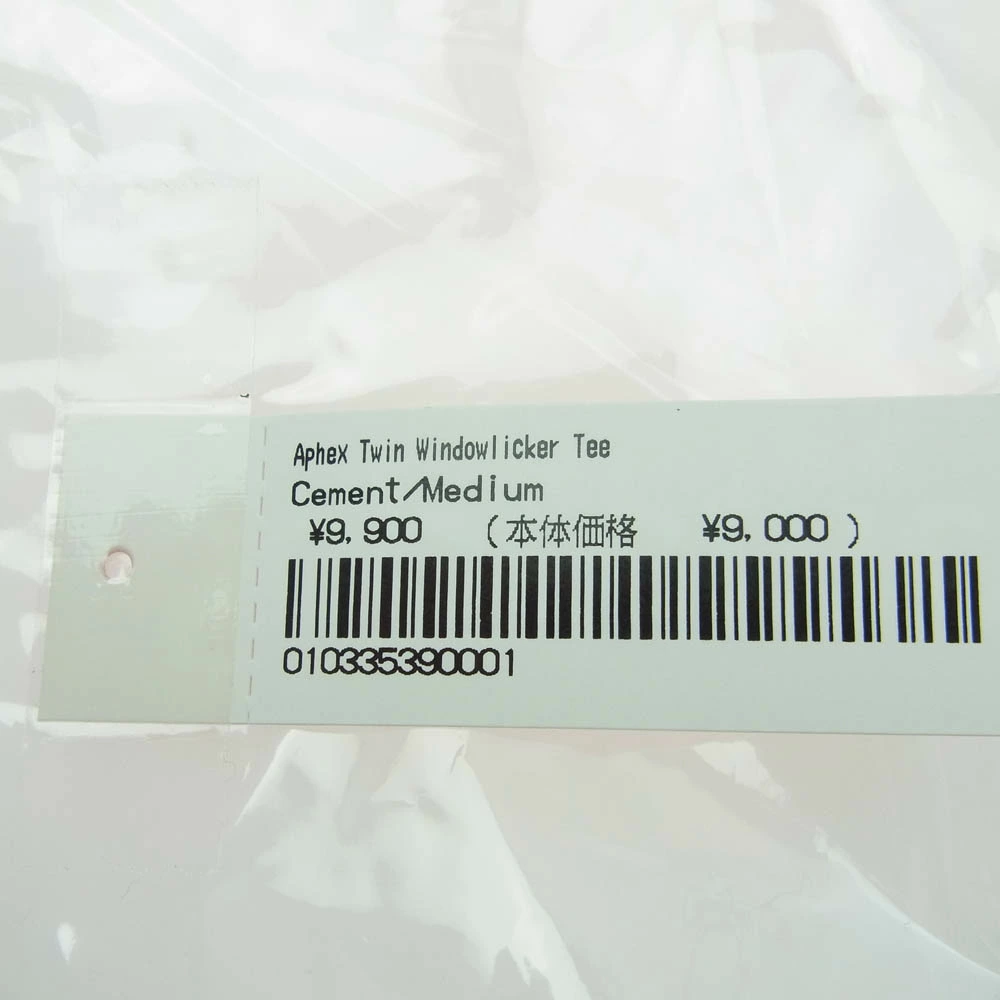 Aphex Twin Windowlicker Tee
Cement/Medium
¥9,900 (本体価格 ¥9,000)
010335390001